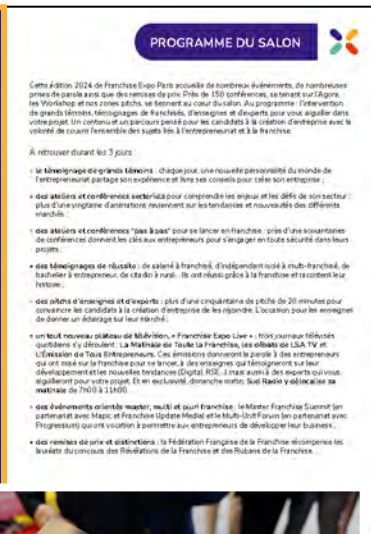 PROGRAMME DU SALON
Cette édition 2024 de Franchise Expo Paris accueille de nombreux événements, de nombreuses
prises de parole ainsi que des remises de prix. Près de 150 conférences, se tenant sur l'Agora,
les Workshop et nos zones pitchs, se tiennent au cœur du salon. Au programme : l'intervention
de grands témoins, témoignages de franchisés, d'enseignes et d'experts pour vous aiguiller dans
votre projet. Un contenu et un parcours pensé pour les candidats à la création d'entreprise avec la
volonté de couvrir l'ensemble des sujets liés à l'entrepreneuriat et à la franchise.
À retrouver durant les 3 jours :
• le témoignage de grands témoins : chaque jour, une nouvelle personnalité du monde de
l'entrepreneuriat partage son expérience et livre ses conseils pour créer son entreprise ;
• des ateliers et conférences sectoriels pour comprendre les enjeux et les défis de son secteur :
plus d'une vingtaine d'animations reviennent sur les tendances et nouveautés des différents
marchés ;
• des ateliers et conférences "pas à pas" pour se lancer en franchise : près d'une soixantaine
de conférences donnent les clés aux entrepreneurs pour s'engager en toute sécurité dans leurs
projets ;
• des témoignages de réussite : de salarié à franchisé, d'indépendant isolé à multi-franchisé, de
bachelier à entrepreneur, de citadin à rural... Ils ont réussi grâce à la franchise et racontent leur
histoire ;
• des pitchs d'enseignes et d'experts : plus d'une cinquantaine de pitchs de 20 minutes pour
convaincre les candidats à la création d'entreprise de les rejoindre. L'occasion pour les enseignes
de donner un éclairage sur leur marché ;
• un tout nouveau plateau de télévision, « Franchise Expo Live » : trois journaux télévisés
quotidiens s'y déroulent : La Matinale de Toute la Franchise, Les débats de LSA TV et
L'Émission de Tous Entrepreneurs. Ces émissions donneront la parole à des entrepreneurs
qui ont misé sur la franchise pour se lancer, à des enseignes qui témoigneront sur leur
développement et les nouvelles tendances (Digital, RSE...) mais aussi à des experts qui vous
aiguilleront pour votre projet. Et en exclusivité, dimanche matin, Sud Radio y délocalise sa
matinale de 7h00 à 11h00.
• des événements orientés master, multi et pluri franchise : le Master Franchise Summit (en
partenariat avec Mapic et Franchise Update Media) et le Multi-Unit Forum (en partenariat avec
Progressium) qui ont vocation à permettre aux entrepreneurs de développer leur business ;
• des remises de prix et distinctions : la Fédération Française de la Franchise récompense les
lauréats du concours des Révélations de la Franchise et des Rubans de la Franchise.